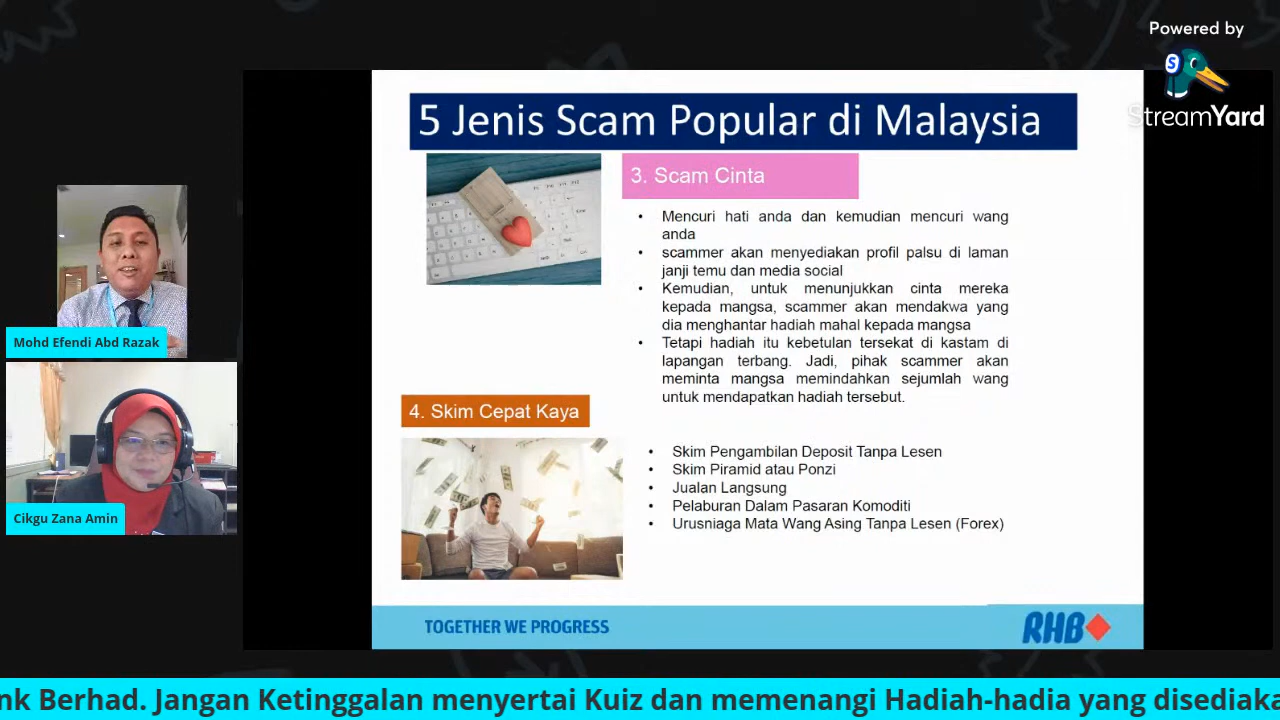 Powered by
StreamYard
5 Jenis Scam Popular di Malaysia
3. Scam Cinta
• Mencuri hati anda dan kemudian mencuri wang
anda
• scammer akan menyediakan profil palsu di laman
janji temu dan media social
• Kemudian, untuk menunjukkan cinta mereka
kepada mangsa, scammer akan mendakwa yang
dia menghantar hadiah mahal kepada mangsa
• Tetapi hadiah itu kebetulan tersekat di kastam di
lapangan terbang. Jadi, pihak scammer akan
meminta mangsa memindahkan sejumlah wang
untuk mendapatkan hadiah tersebut.
4. Skim Cepat Kaya
• Skim Pengambilan Deposit Tanpa Lesen
• Skim Piramid atau Ponzi
• Jualan Langsung
• Pelaburan Dalam Pasaran Komoditi
• Urusniaga Mata Wang Asing Tanpa Lesen (Forex)
TOGETHER WE PROGRESS
RHB
Mohd Efendi Abd Razak
Cikgu Zana Amin
nk Berhad. Jangan Ketinggalan menyertai Kuiz dan memenangi Hadiah-hadia yang disediaka